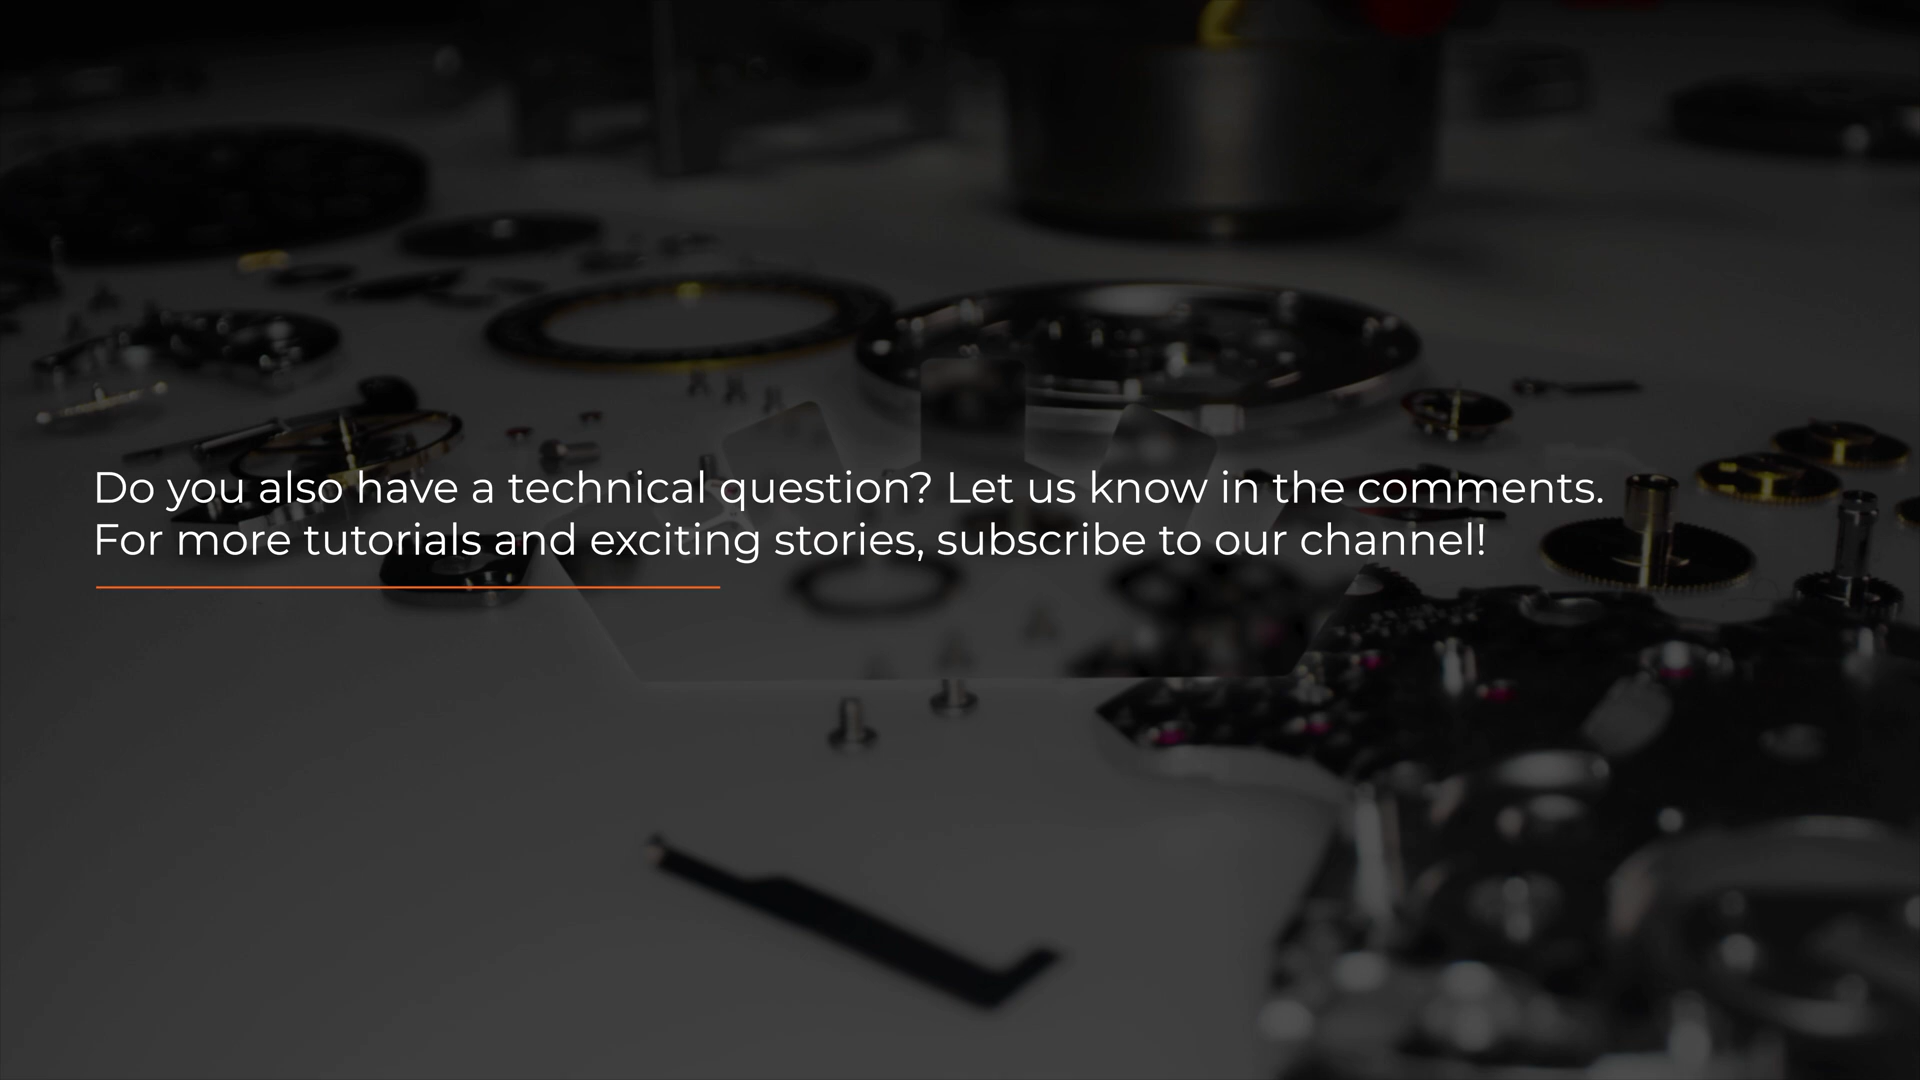 Do you also have a technical question? Let us know in the comments.
For more tutorials and exciting stories, subscribe to our channel!